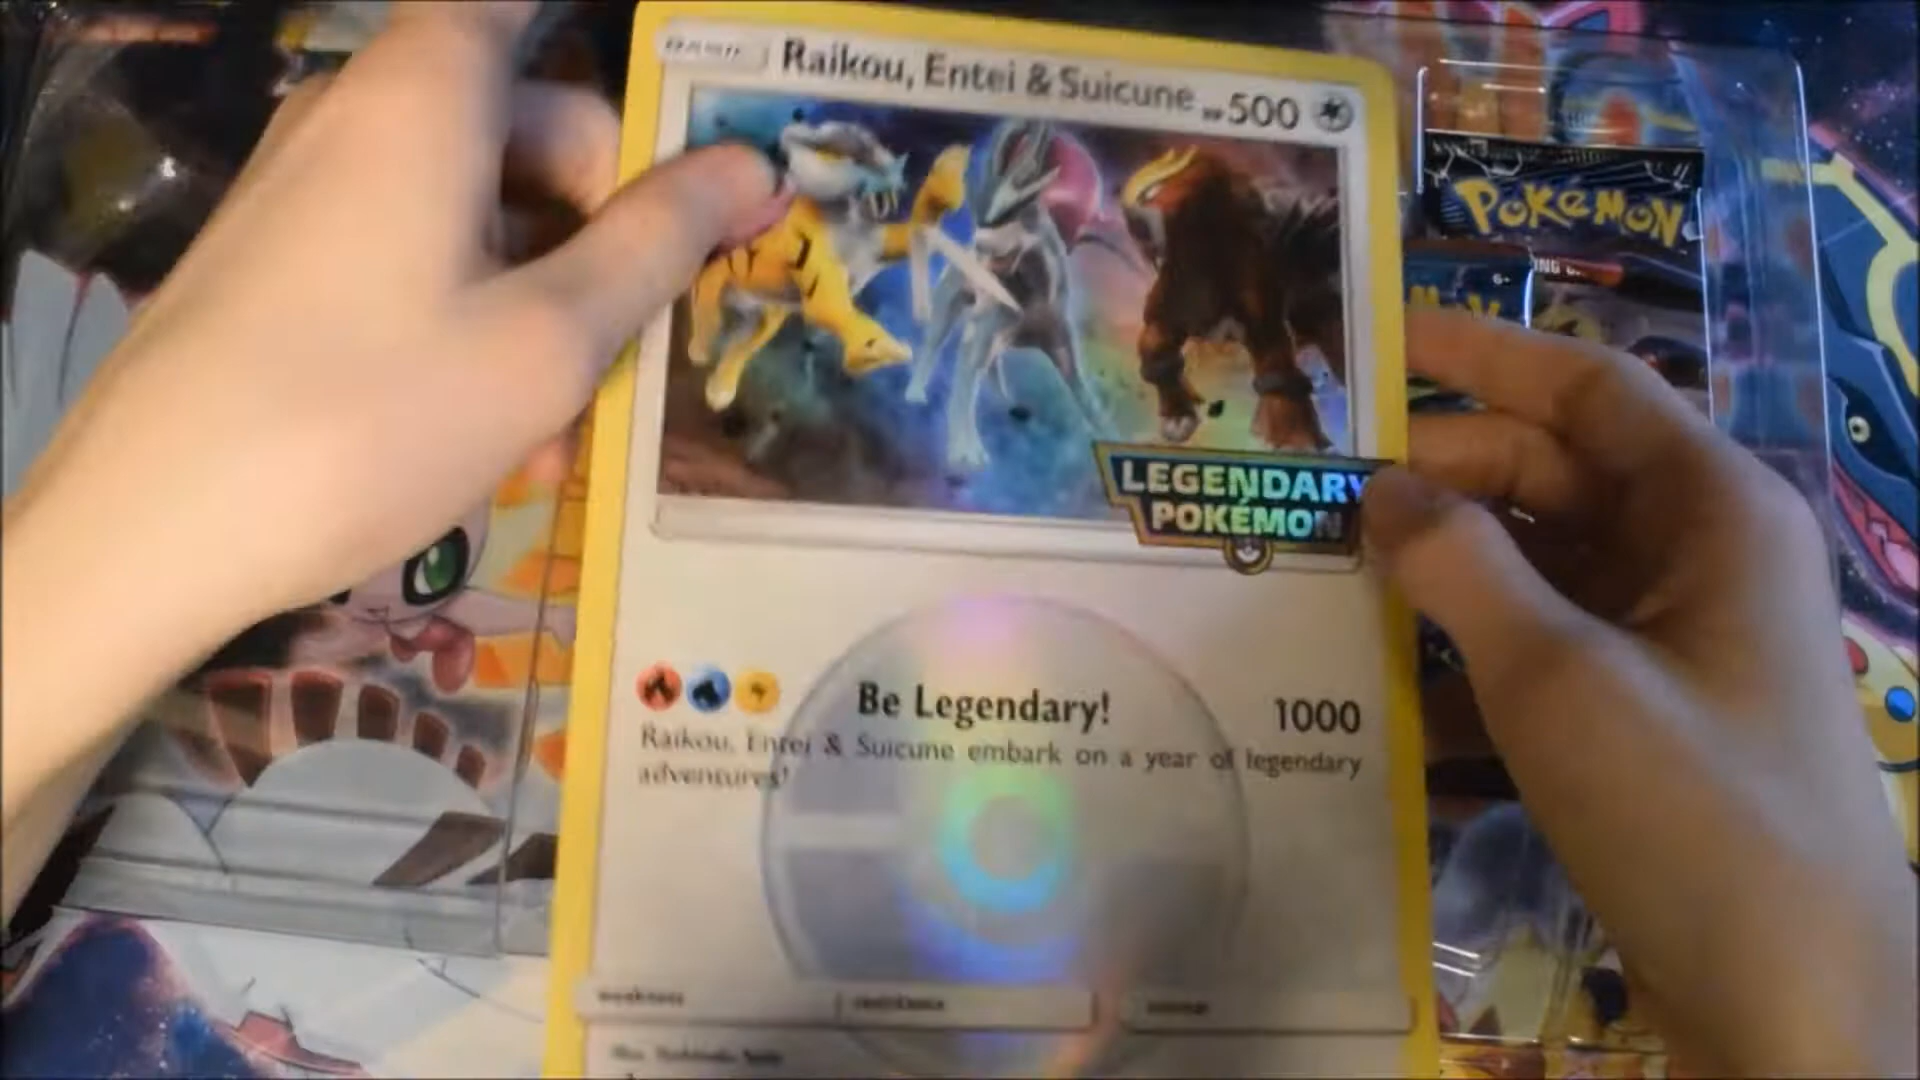 BASIC Raikou, Entei & Suicune HP 500
POKéMON
6+
LEGENDARY
POKÉMON
Be Legendary! 1000
Raikou, Entei & Suicune embark on a year of legendary
adventures!
weakness resistance retreat